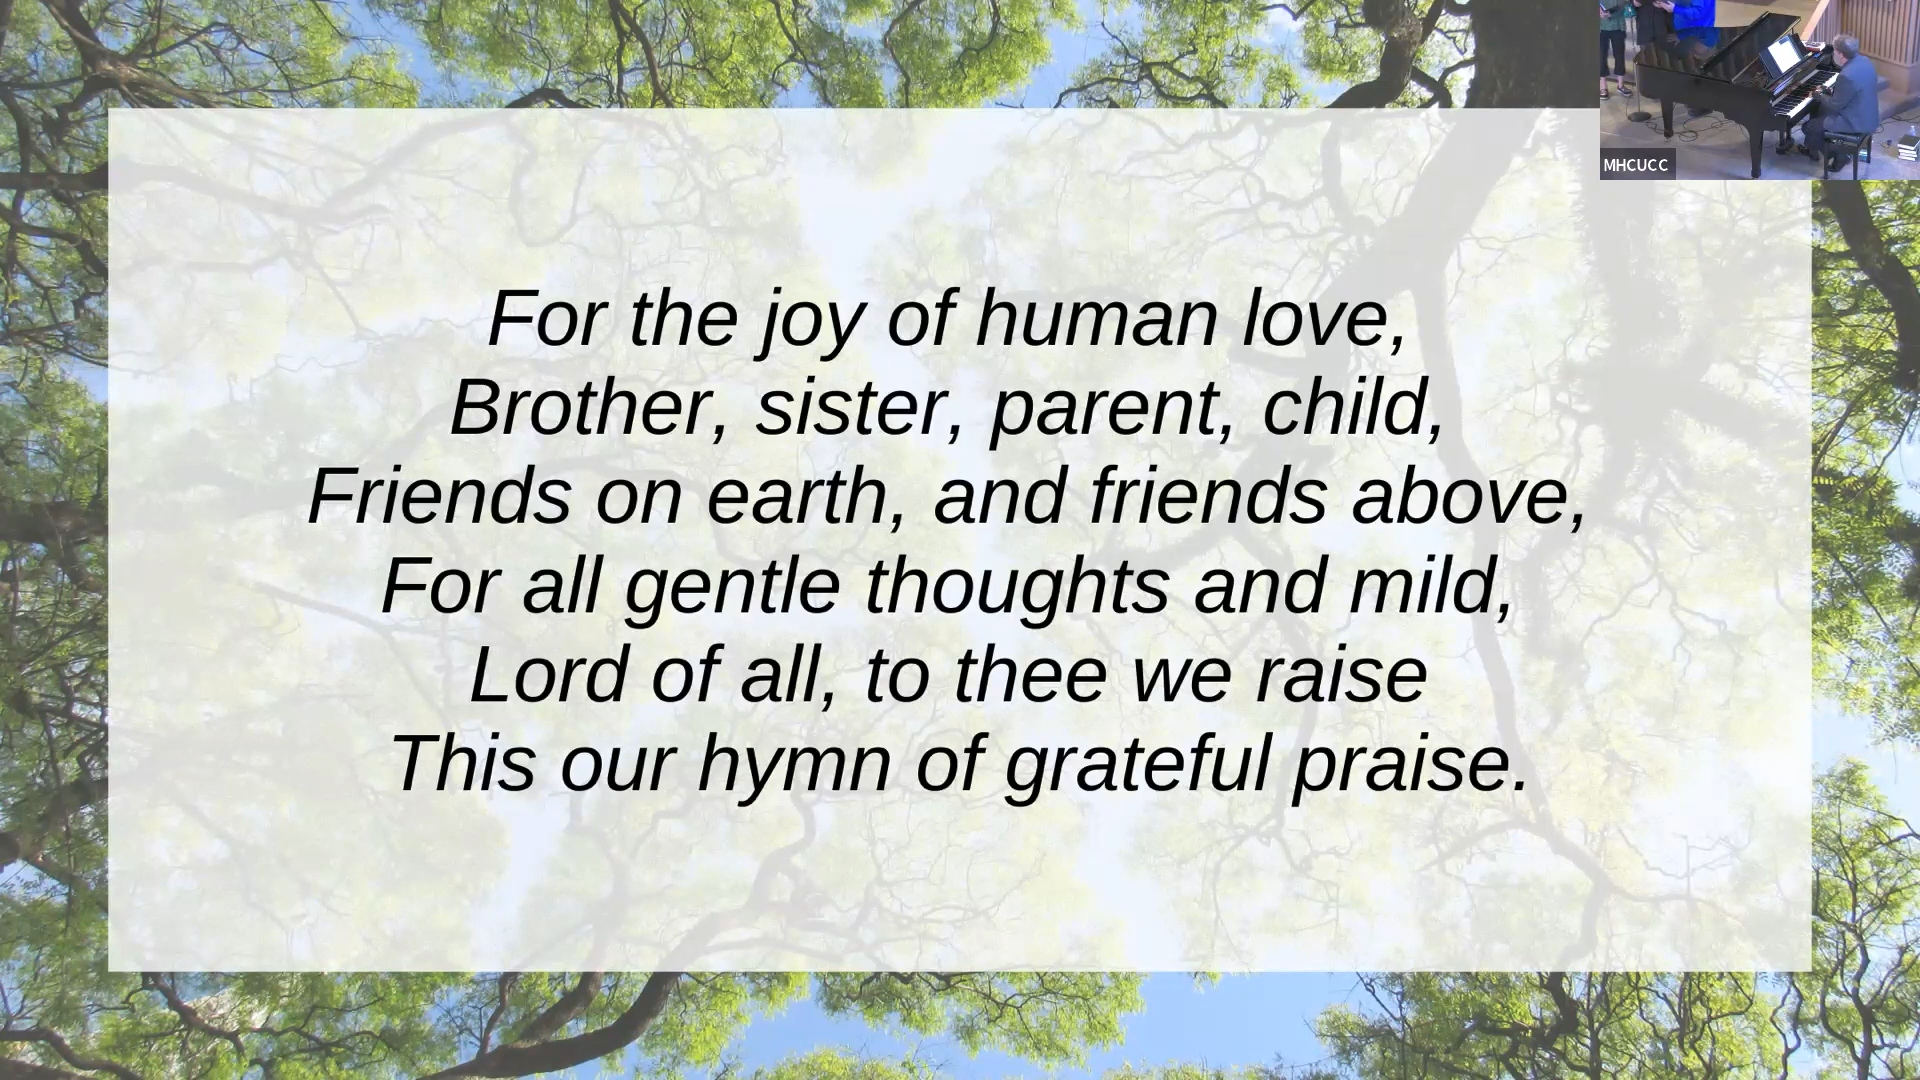 For the joy of human love,
Brother, sister, parent, child,
Friends on earth, and friends above,
For all gentle thoughts and mild,
Lord of all, to thee we raise
This our hymn of grateful praise.
MHCUCC